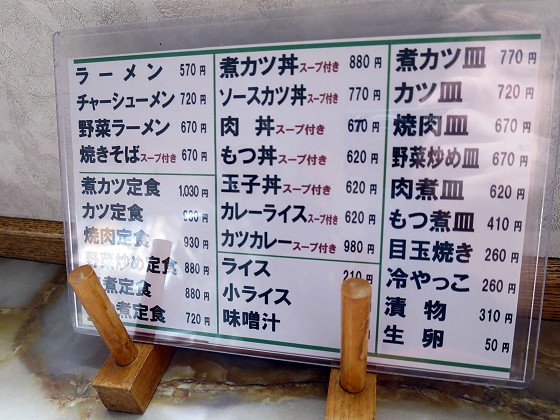 ラーメン 570円
チャーシューメン 720円
野菜ラーメン 670円
焼きそばスープ付き 670円
煮カツ定食 1,030円
カツ定食 円
焼肉定食 930円
野菜炒め定食 880円
煮定食 880円
煮定食 720円
煮カツ丼スープ付き 880円
ソースカツ丼スープ付き 770円
肉丼スープ付き 670円
もつ丼スープ付き 620円
玉子丼スープ付き 620円
カレーライススープ付き 620円
カツカレースープ付き 980円
ライス 210円
小ライス
味噌汁
煮カツ皿 770円
カツ皿 720円
焼肉皿 670円
野菜炒め皿 670円
肉煮皿 620円
もつ煮皿 410円
目玉焼き 260円
冷やっこ 260円
漬物 310円
生卵 50円